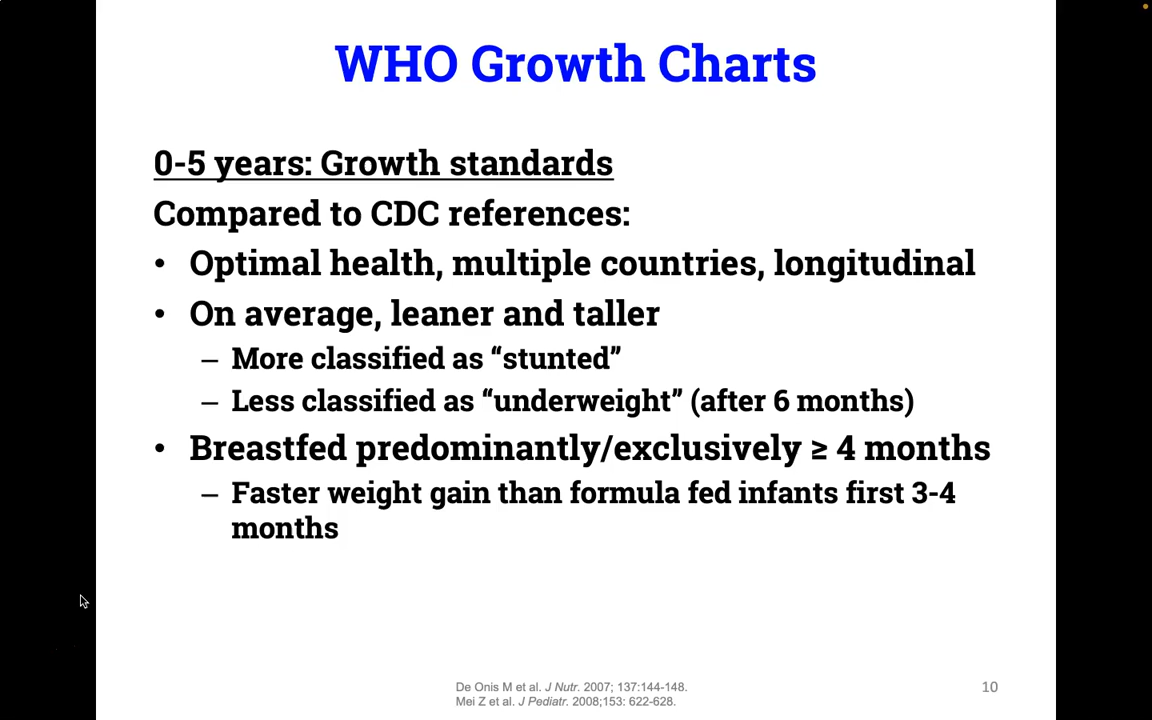 WHO Growth Charts
0-5 years: Growth standards
Compared to CDC references:
• Optimal health, multiple countries, longitudinal
• On average, leaner and taller
– More classified as “stunted”
– Less classified as “underweight” (after 6 months)
• Breastfed predominantly/exclusively ≥ 4 months
– Faster weight gain than formula fed infants first 3-4
months
De Onis M et al. J Nutr. 2007; 137:144-148.
Mei Z et al. J Pediatr. 2008;153: 622-628.
10